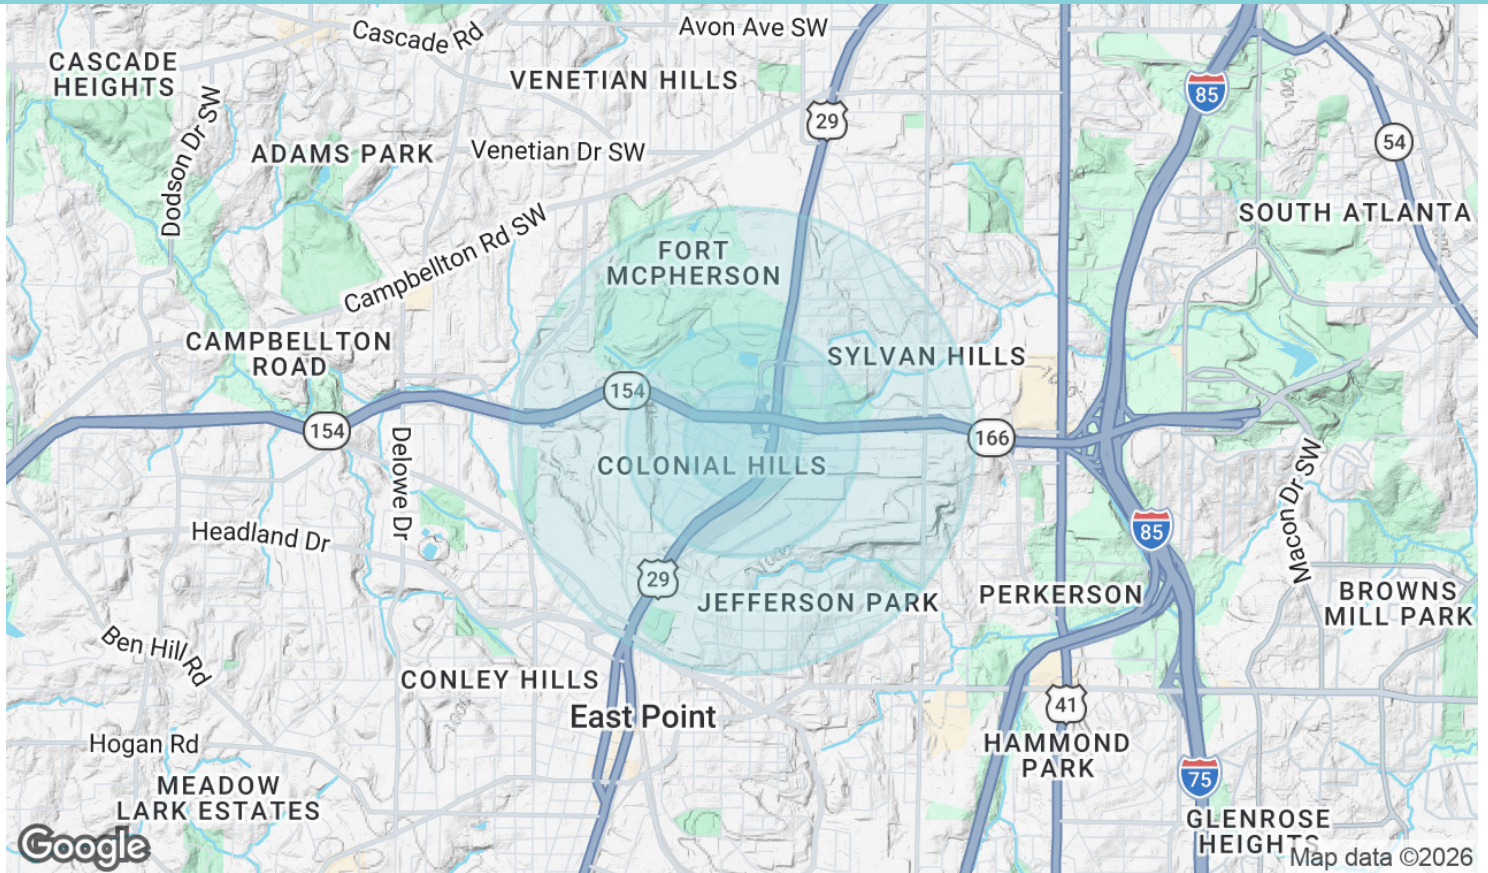 Cascade Rd
Avon Ave SW
CASCADE
HEIGHTS
VENETIAN HILLS
85
29
Dodson Dr SW
54
ADAMS PARK
Venetian Dr SW
SOUTH ATLANTA
Campbellton Rd SW
FORT
MCPHERSON
CAMPBELLTON
ROAD
SYLVAN HILLS
154
154
166
Delowe Dr
COLONIAL HILLS
Macon Dr SW
Headland Dr
85
29
JEFFERSON PARK
PERKERSON
BROWNS
MILL PARK
Ben Hill Rd
CONLEY HILLS
East Point
41
Hogan Rd
HAMMOND
PARK
MEADOW
LARK ESTATES
75
GLENROSE
HEIGHTS
Google
Map data ©2026